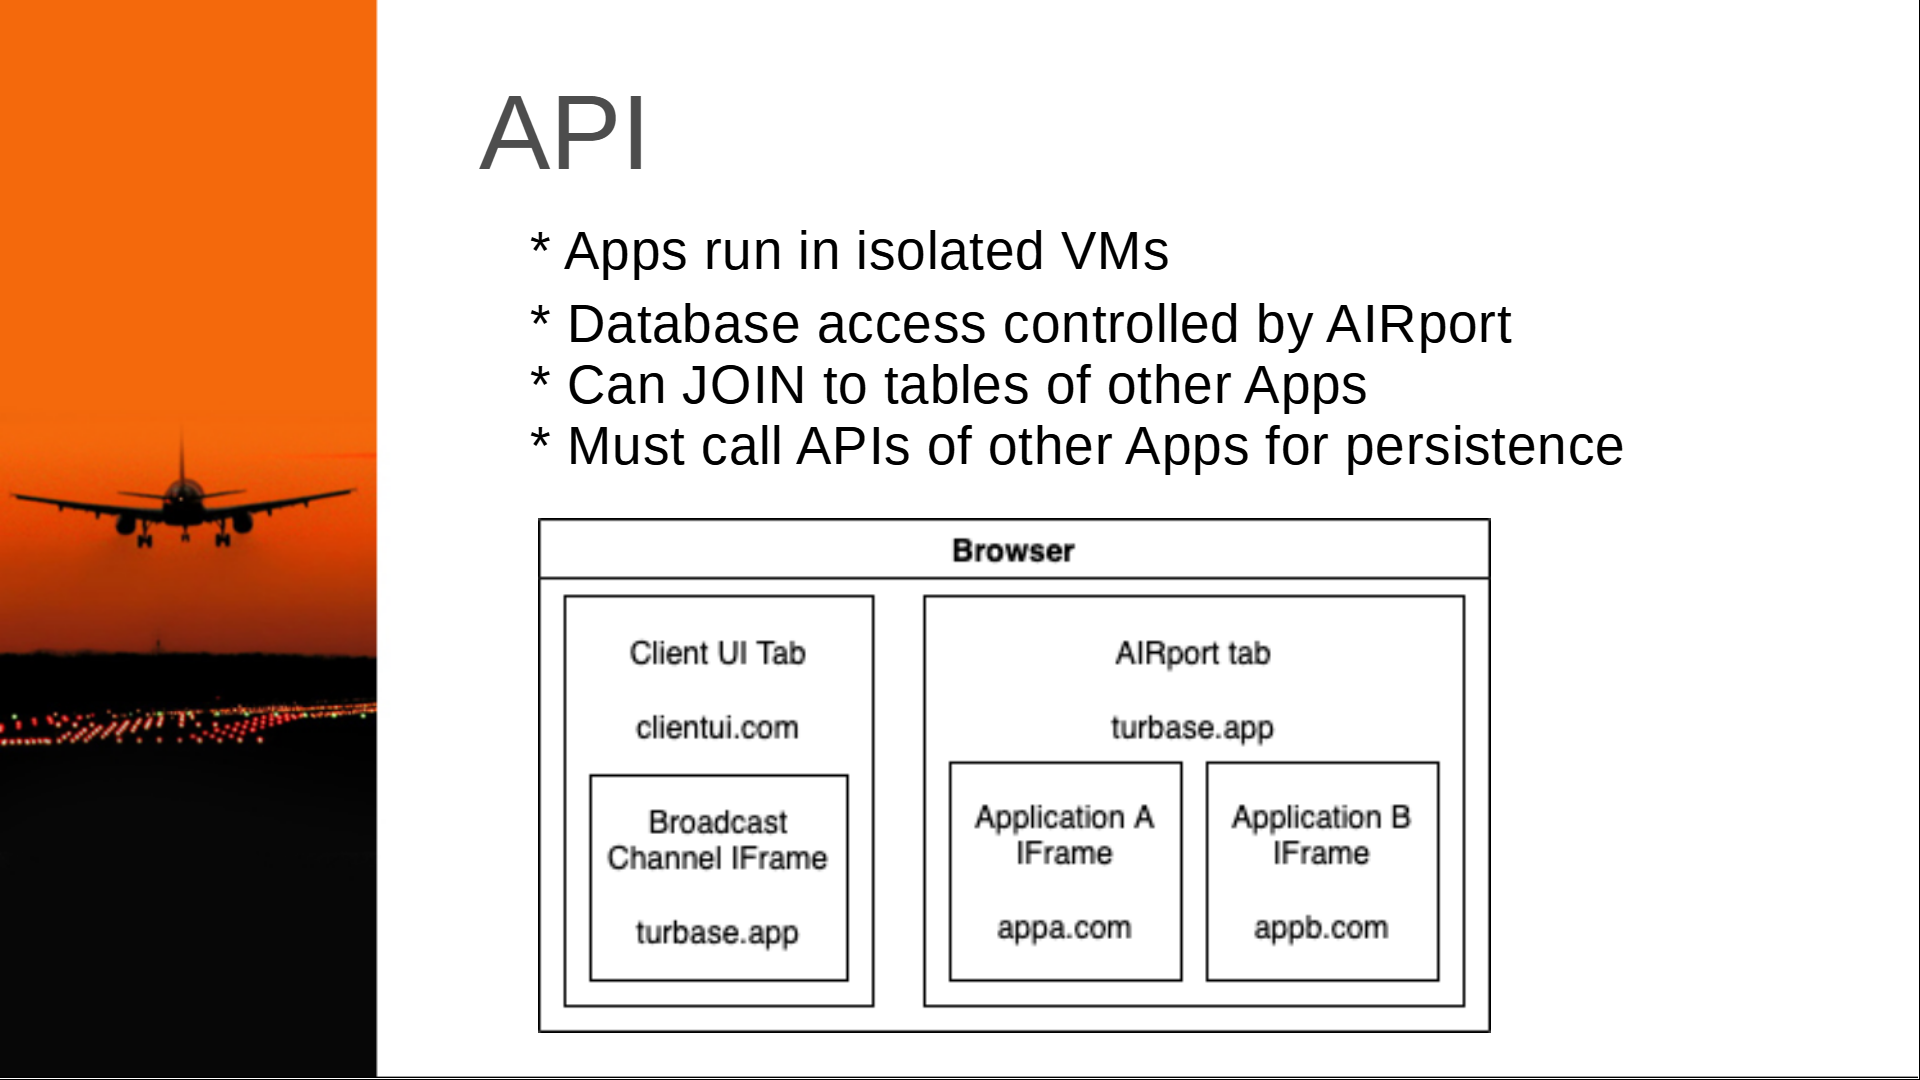 API
* Apps run in isolated VMs
* Database access controlled by AIRport
* Can JOIN to tables of other Apps
* Must call APIs of other Apps for persistence
Browser
Client UI Tab
clientui.com
Broadcast
Channel IFrame
turbase.app
AIRport tab
turbase.app
Application A
IFrame
appa.com
Application B
IFrame
appb.com